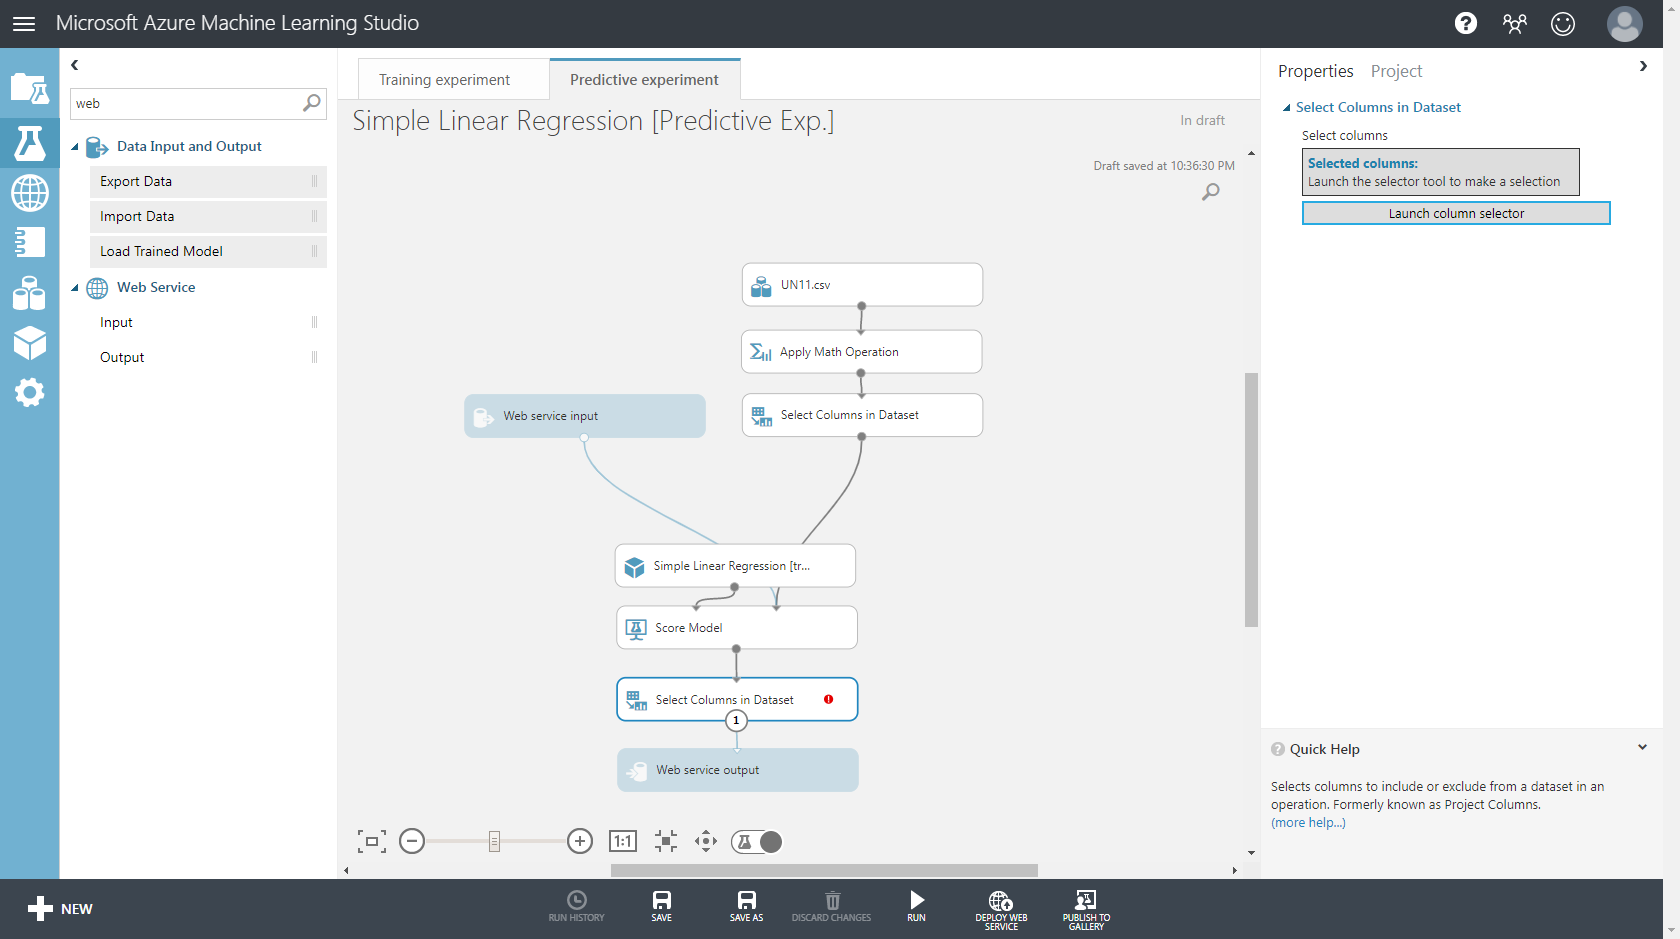 Microsoft Azure Machine Learning Studio
?
web
Data Input and Output
Export Data
Import Data
Load Trained Model
Web Service
Input
Output
Training experiment
Predictive experiment
Simple Linear Regression [Predictive Exp.]
In draft
Draft saved at 10:36:30 PM
UN11.csv
Apply Math Operation
Web service input
Select Columns in Dataset
Simple Linear Regression [tr...
Score Model
Select Columns in Dataset
!
1
Web service output
1:1
Properties
Project
Select Columns in Dataset
Select columns
Selected columns:
Launch the selector tool to make a selection
Launch column selector
? Quick Help
Selects columns to include or exclude from a dataset in an
operation. Formerly known as Project Columns.
(more help...)
NEW
RUN HISTORY
SAVE
SAVE AS
DISCARD CHANGES
RUN
DEPLOY WEB
SERVICE
PUBLISH TO
GALLERY